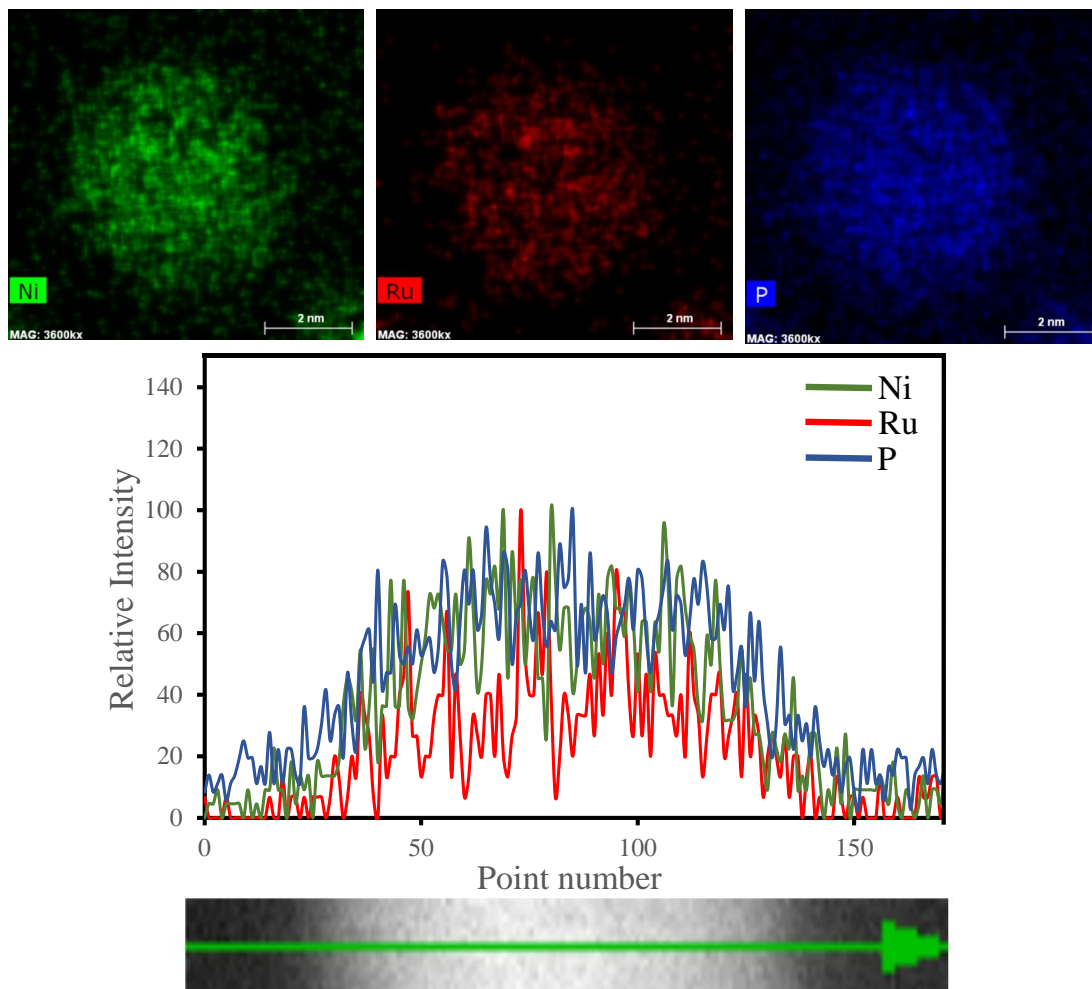 Ni
2 nm
MAG: 3600kx
Ru
2 nm
MAG: 3600kx
P
2 nm
MAG: 3600kx
140
120
100
80
60
40
20
0
Relative Intensity
Ni
Ru
P
0 50 100 150
Point number